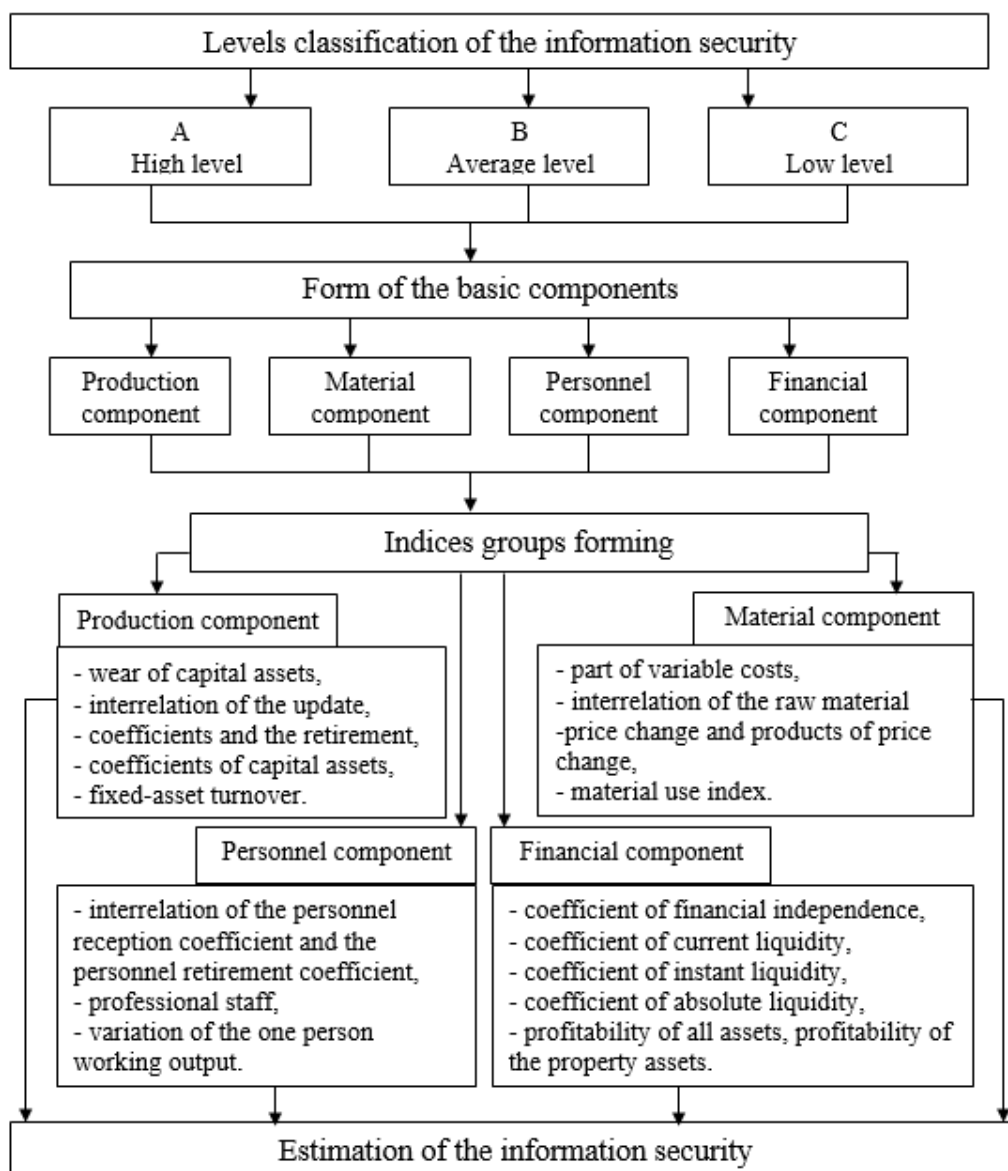 Levels classification of the information security
A
High level
B
Average level
C
Low level
Form of the basic components
Production
component
Material
component
Personnel
component
Financial
component
Indices groups forming
Production component
- wear of capital assets,
- interrelation of the update,
- coefficients and the retirement,
- coefficients of capital assets,
- fixed-asset turnover.
Material component
- part of variable costs,
- interrelation of the raw material
-price change and products of price
change,
- material use index.
Personnel component
- interrelation of the personnel
reception coefficient and the
personnel retirement coefficient,
- professional staff,
- variation of the one person
working output.
Financial component
- coefficient of financial independence,
- coefficient of current liquidity,
- coefficient of instant liquidity,
- coefficient of absolute liquidity,
- profitability of all assets, profitability of
the property assets.
Estimation of the information security